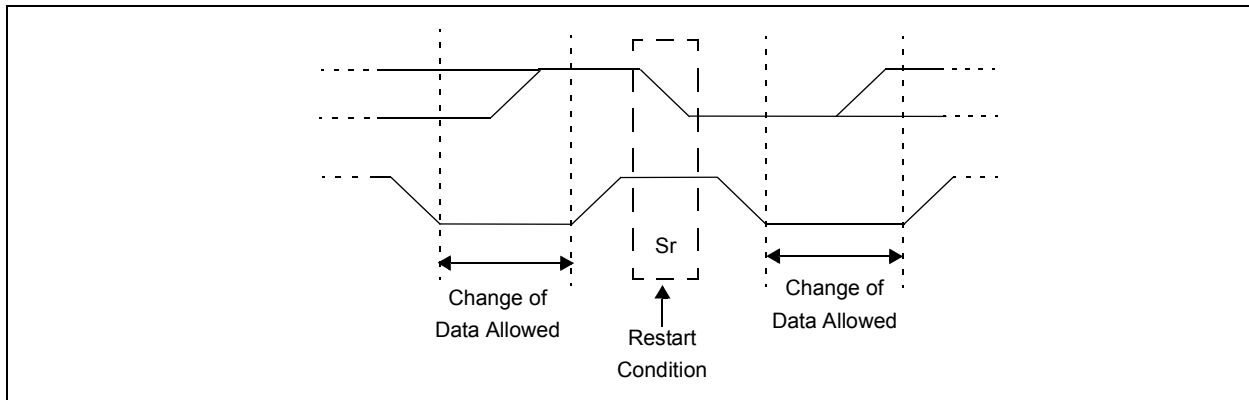 Sr
Change of
Data Allowed
Restart
Condition
Change of
Data Allowed